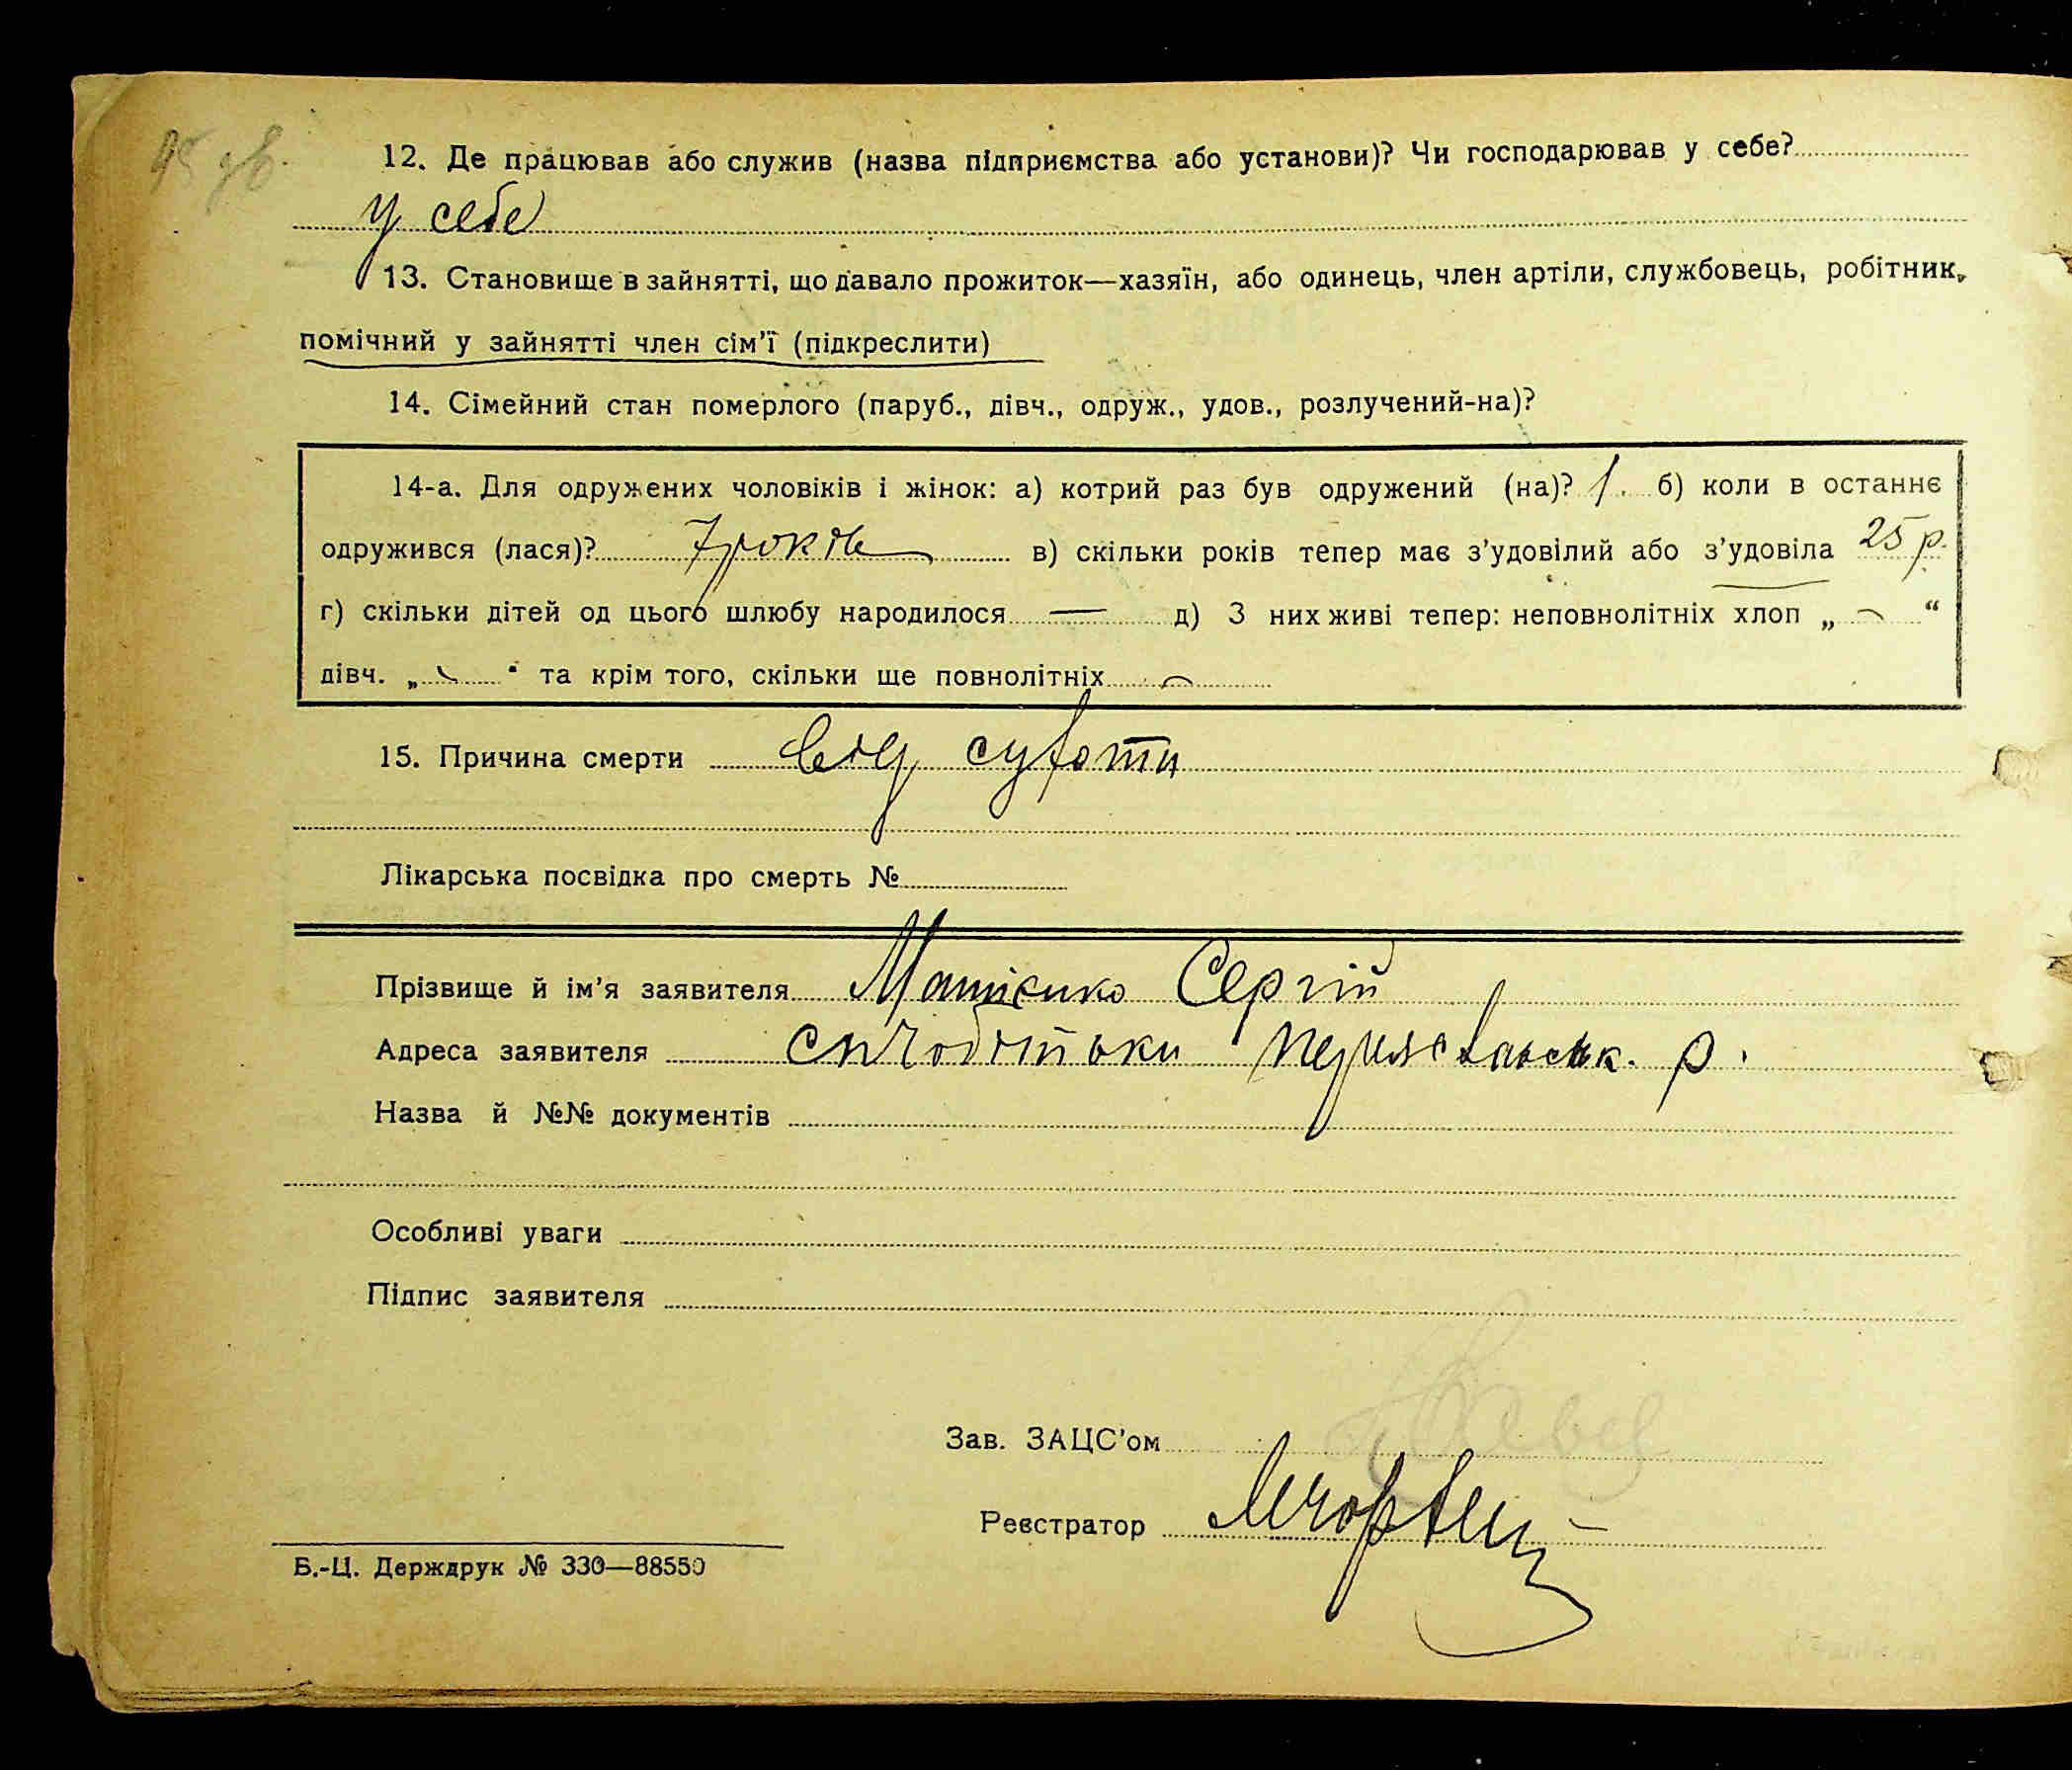 95 зв.
12. Де працював або служив (назва підприємства або установи)? Чи господарював у себе?
у себе
13. Становище в зайнятті, що давало прожиток—хазяїн, або одинець, член артіли, службовець, робітник,
помічний у зайнятті член сім'ї (підкреслити)
14. Сімейний стан померлого (паруб., дівч., одруж., удов., розлучений-на)?
14-а. Для одружених чоловіків і жінок: а) котрий раз був одружений (на)? 1. б) коли в останнє
одружився (лася)? 7 років в) скільки років тепер має з'удовілий або з'удовіла 25 р.
г) скільки дітей од цього шлюбу народилося — д) З них живі тепер: неповнолітніх хлоп „ — “
дівч. „ — “ та крім того, скільки ще повнолітніх —
15. Причина смерти від сухоти
Лікарська посвідка про смерть №
Прізвище й ім'я заявителя Матієнко Сергій
Адреса заявителя р.
Назва й №№ документів
Особливі уваги
Підпис заявителя
Зав. ЗАЦС'ом
Реєстратор
Б.-Ц. Держдрук № 330—88550